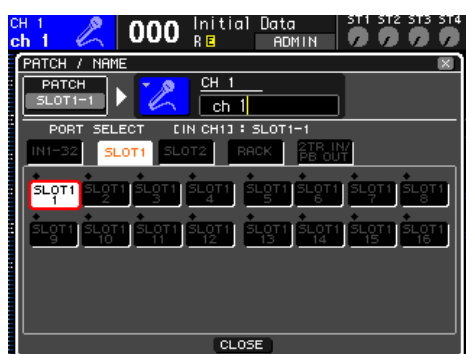 CH 1
ch 1
000
Initial Data
R E
ADMIN
ST1 ST2 ST3 ST4
PATCH / NAME
PATCH
SLOT1-1
CH 1
ch 1
PORT SELECT [IN CH1] : SLOT1-1
IN1-32 SLOT1 SLOT2 RACK 2TR IN/ PB OUT
SLOT1 1
SLOT1 2
SLOT1 3
SLOT1 4
SLOT1 5
SLOT1 6
SLOT1 7
SLOT1 8
SLOT1 9
SLOT1 10
SLOT1 11
SLOT1 12
SLOT1 13
SLOT1 14
SLOT1 15
SLOT1 16
CLOSE